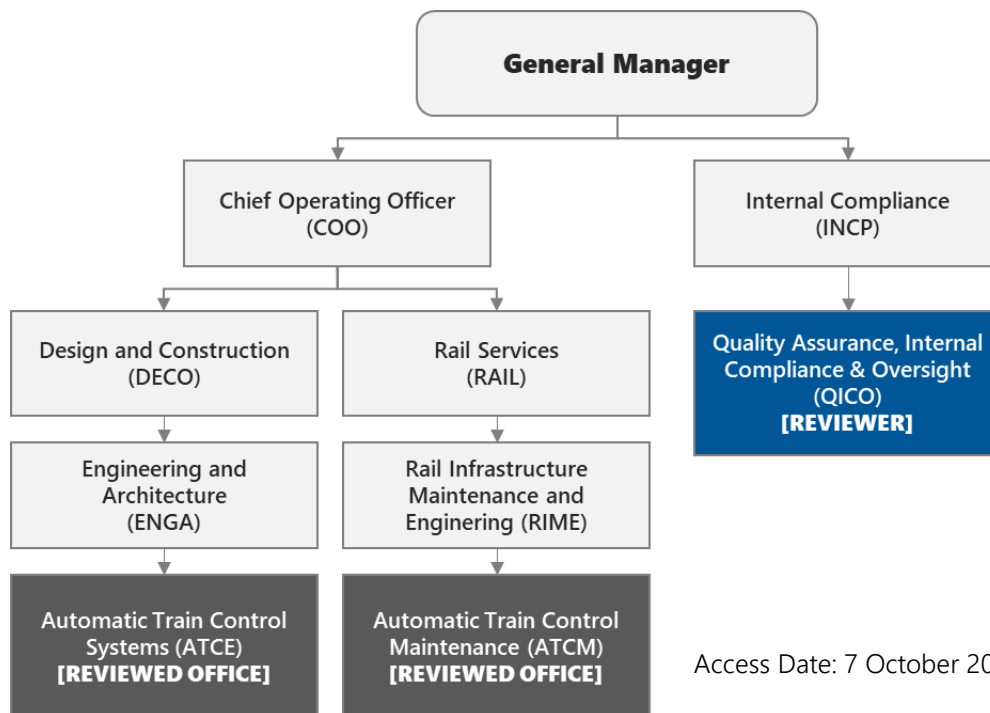 General Manager
Chief Operating Officer
(COO)
Internal Compliance
(INCP)
Design and Construction
(DECO)
Rail Services
(RAIL)
Quality Assurance, Internal
Compliance & Oversight
(QICO)
[REVIEWER]
Engineering and
Architecture
(ENGA)
Rail Infrastructure
Maintenance and
Enginering (RIME)
Automatic Train Control
Systems (ATCE)
[REVIEWED OFFICE]
Automatic Train Control
Maintenance (ATCM)
[REVIEWED OFFICE]
Access Date: 7 October 20